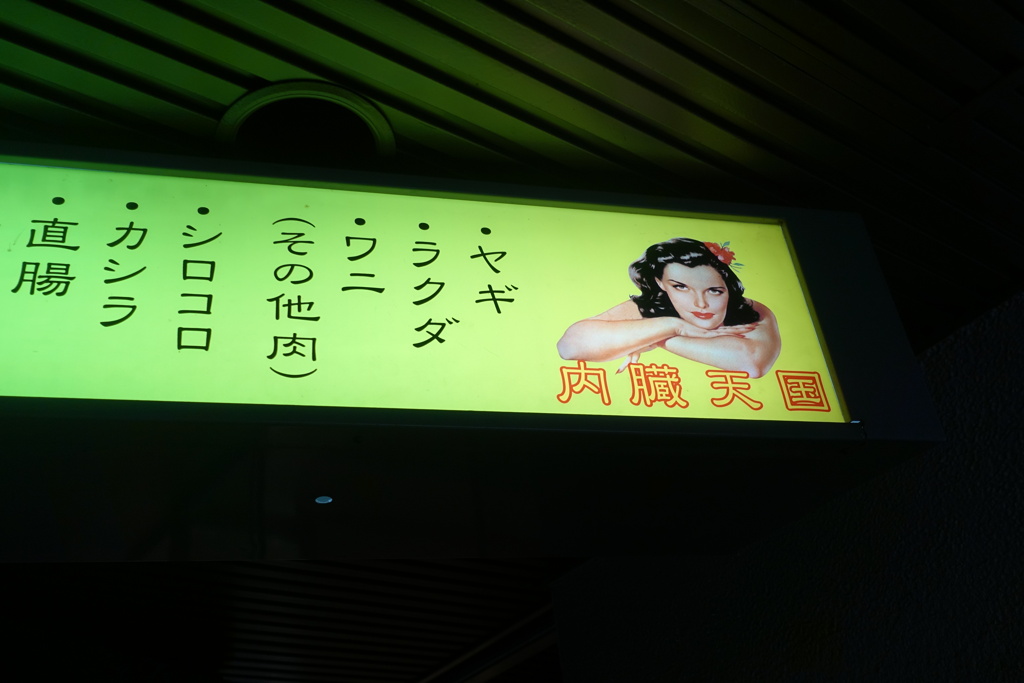 内臓天国
・ヤギ
・ラクダ
・ワニ
(その他肉)
・シロコロ
・カシラ
・直腸